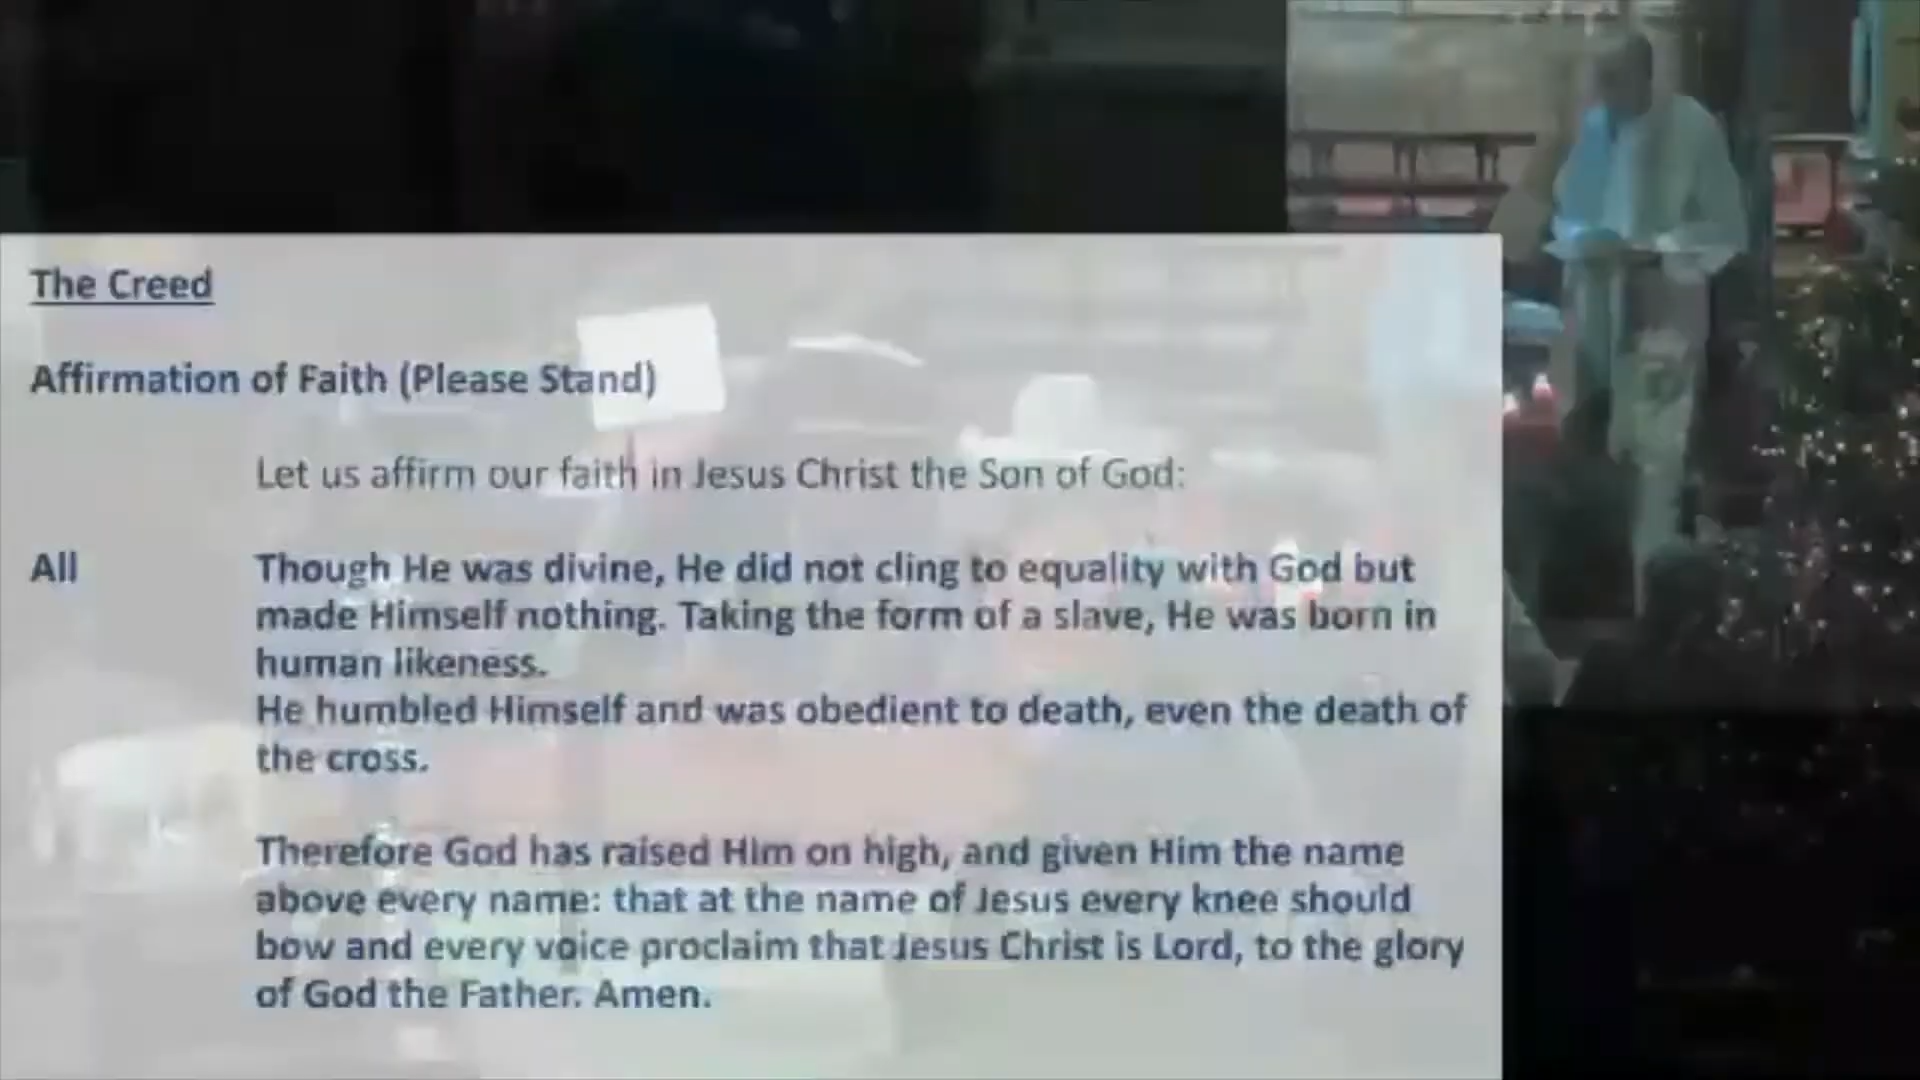 The Creed
Affirmation of Faith (Please Stand)
Let us affirm our faith in Jesus Christ the Son of God:
All Though He was divine, He did not cling to equality with God but
made Himself nothing. Taking the form of a slave, He was born in
human likeness.
He humbled Himself and was obedient to death, even the death of
the cross.
Therefore God has raised Him on high, and given Him the name
above every name: that at the name of Jesus every knee should
bow and every voice proclaim that Jesus Christ is Lord, to the glory
of God the Father. Amen.